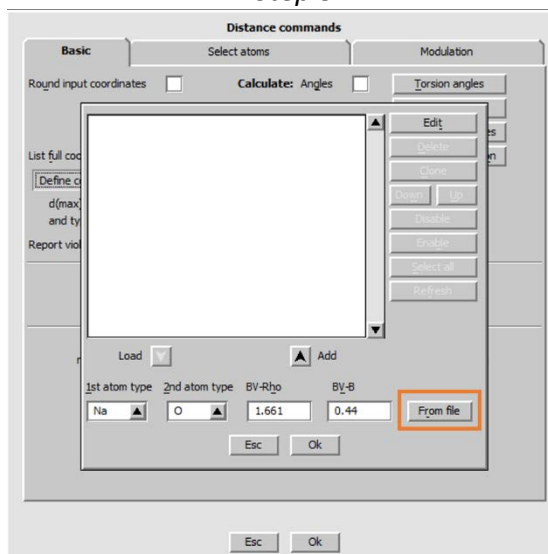 Distance commands
Basic Select atoms Modulation
Round input coordinates Calculate: Angles Torsion angles
Edit
es
List full coo Delete on
Clone
Define co
d(max) Down Up
and ty Disable
Report viol Enable
Select all
Refresh
Load Add
1st atom type 2nd atom type BV-Rho BV-B
Na O 1.661 0.44 From file
Esc Ok
Esc Ok